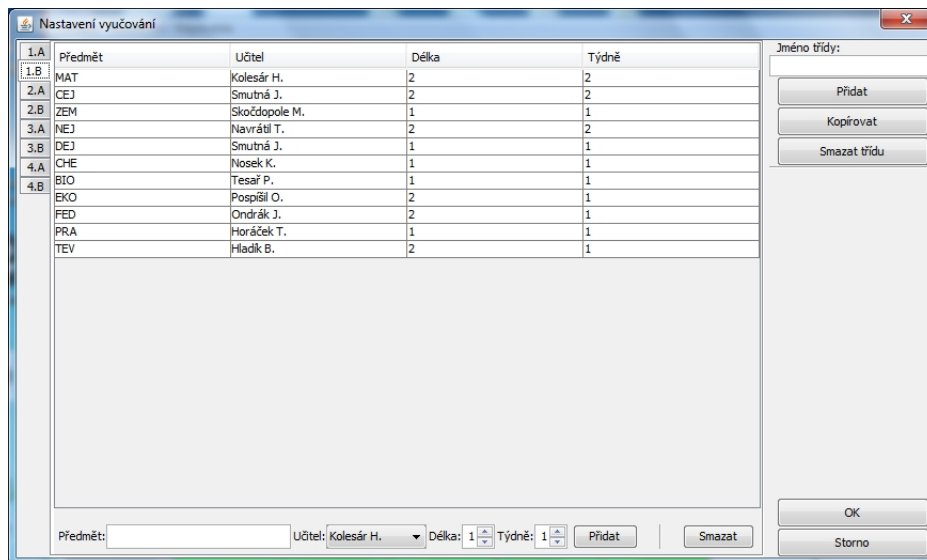 Nastavení vyučování
1.A
1.B
2.A
2.B
3.A
3.B
4.A
4.B
Předmět Učitel Délka Týdně
MAT Kolesár H. 2 2
CEJ Smutná J. 2 2
ZEM Skočdopole M. 1 1
NEJ Navrátil T. 2 2
DEJ Smutná J. 1 1
CHE Nosek K. 1 1
BIO Tesař P. 1 1
EKO Pospíšil O. 2 1
FED Ondrák J. 2 1
PRA Horáček T. 1 1
TEV Hladík B. 2 1
Předmět: Učitel: Kolesár H. Délka: 1 Týdně: 1 Přidat Smazat
Jméno třídy:
Přidat
Kopírovat
Smazat třídu
OK
Storno